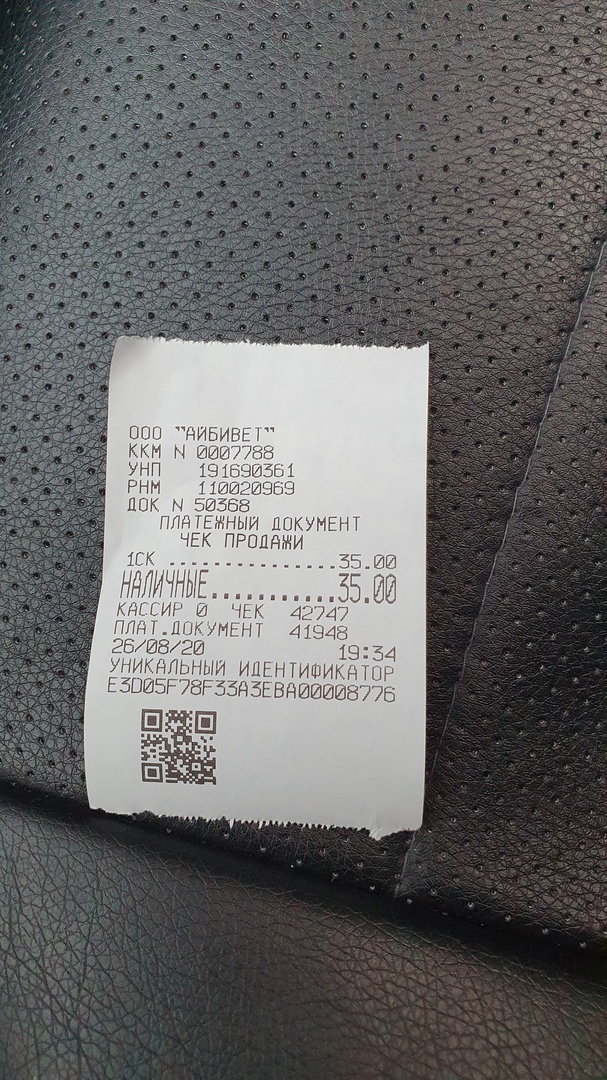 ООО "АЙБИВЕТ"
ККМ N 0007788
УНП 191690361
РНМ 110020969
ДОК N 50368
ПЛАТЕЖНЫЙ ДОКУМЕНТ
ЧЕК ПРОДАЖИ
1СК ................35.00
НАЛИЧНЫЕ...........35.00
КАССИР 0 ЧЕК 42747
ПЛАТ.ДОКУМЕНТ 41948
26/08/20 19:34
УНИКАЛЬНЫЙ ИДЕНТИФИКАТОР
E3D05F78F33A3EBA00008776